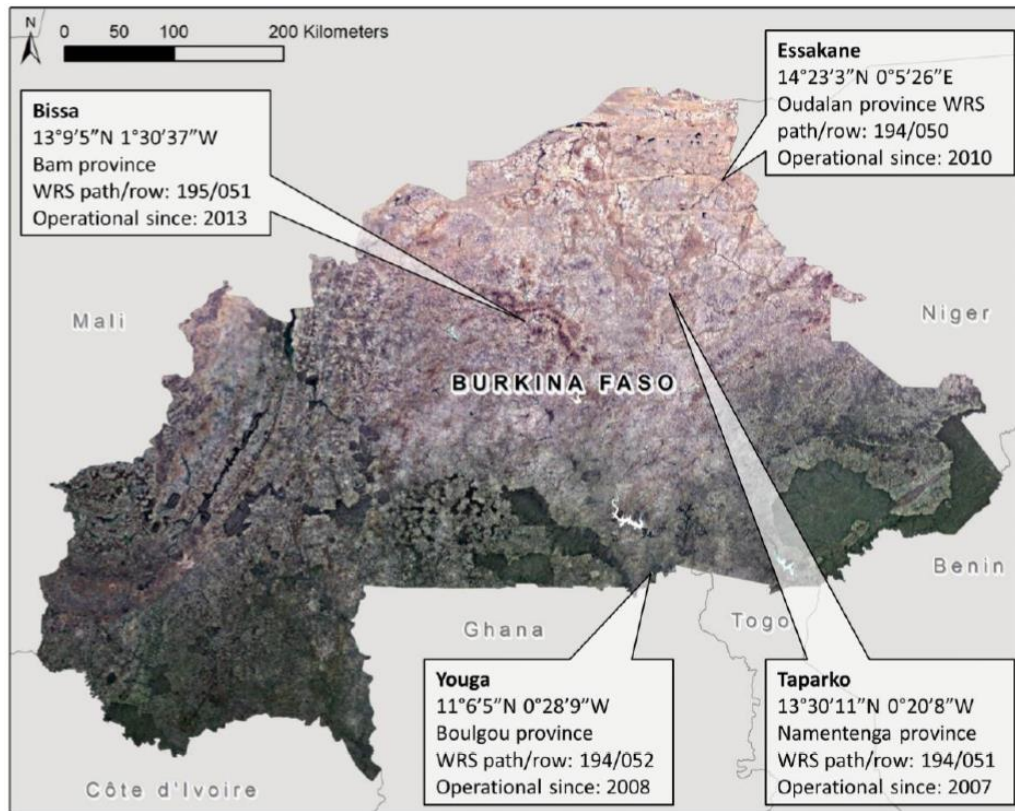 N
0 50 100 200 Kilometers
Essakane
14°23′3″N 0°5′26″E
Oudalan province WRS
path/row: 194/050
Operational since: 2010
Bissa
13°9′5″N 1°30′37″W
Bam province
WRS path/row: 195/051
Operational since: 2013
Mali
Niger
BURKINA FASO
Benin
Ghana
Togo
Youga
11°6′5″N 0°28′9″W
Boulgou province
WRS path/row: 194/052
Operational since: 2008
Taparko
13°30′11″N 0°20′8″W
Namentenga province
WRS path/row: 194/051
Operational since: 2007
Côte d'Ivoire